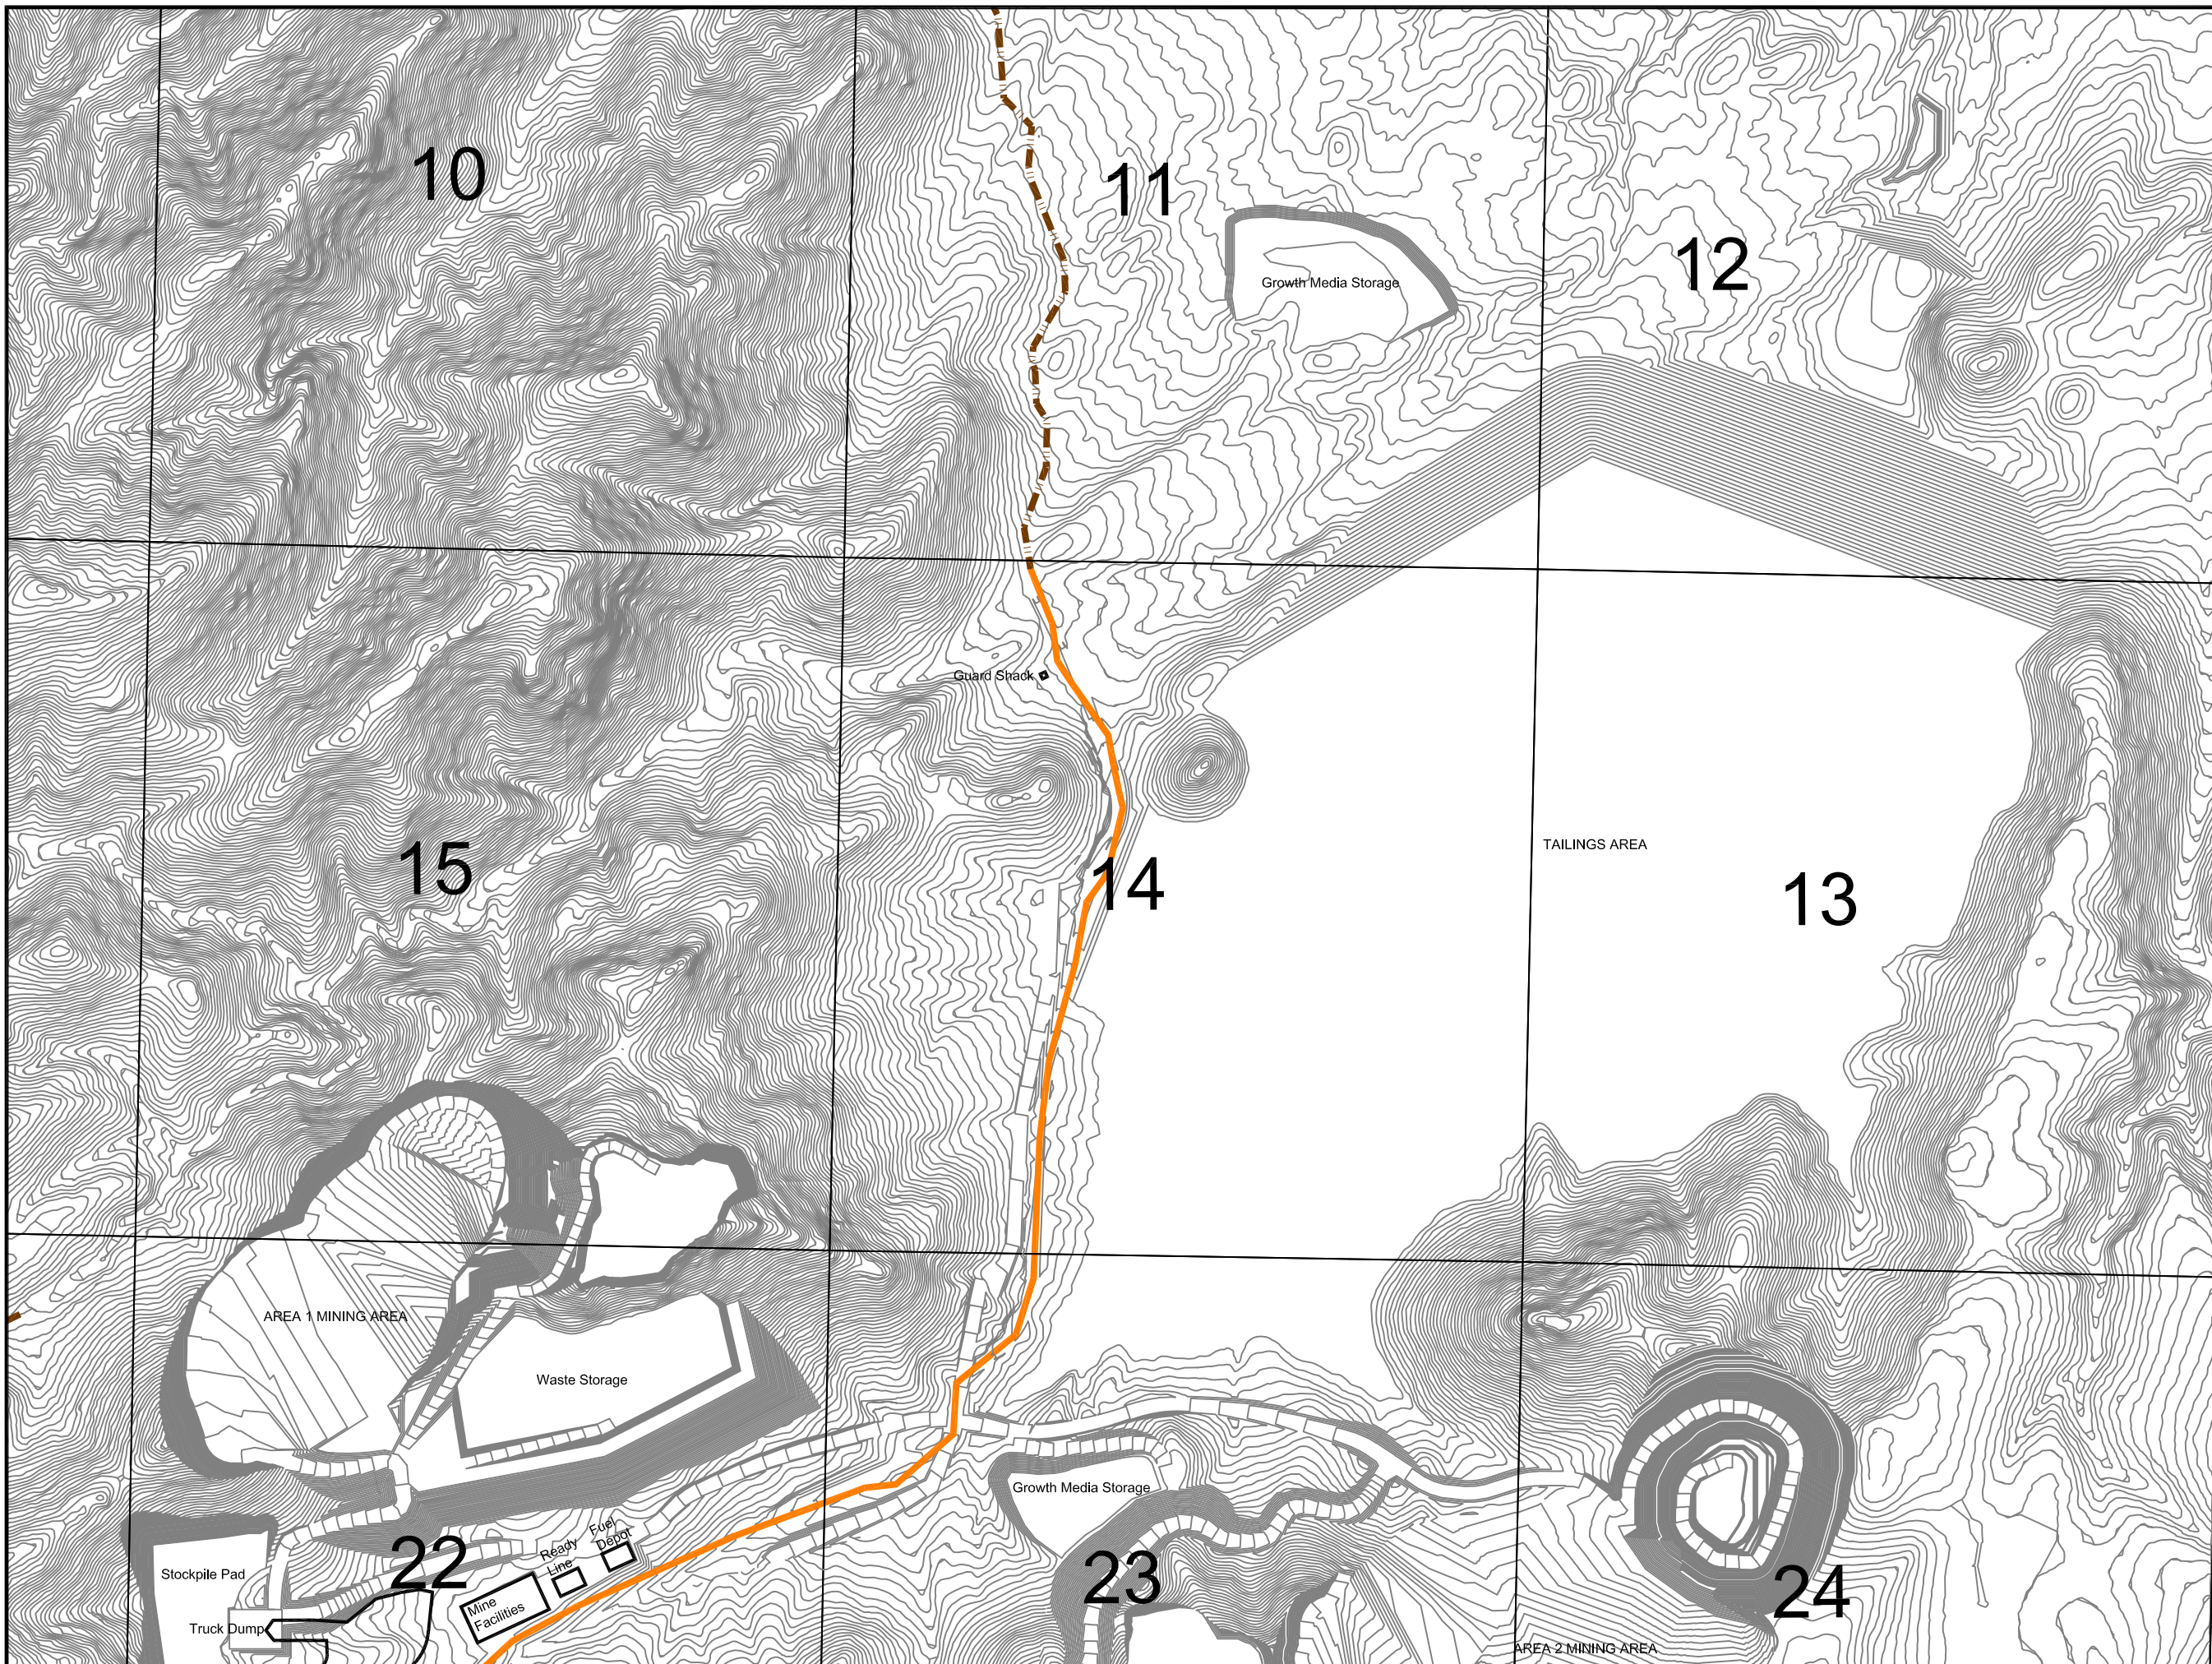 10
11
12
Growth Media Storage
Guard Shack
TAILINGS AREA
15
14
13
AREA 1 MINING AREA
Waste Storage
Growth Media Storage
Fuel
Depot
Ready
Line
22
23
24
Stockpile Pad
Mine
Facilities
Truck Dump
AREA 2 MINING AREA